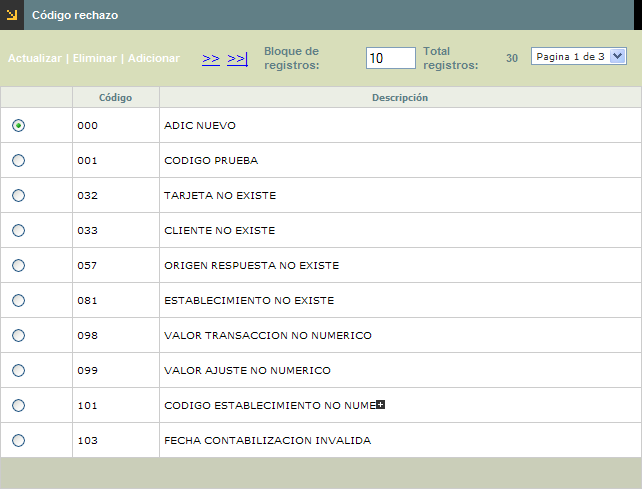 Código rechazo
Actualizar | Eliminar | Adicionar >> >>| Bloque de registros: 10 Total registros: 30 Pagina 1 de 3
Código Descripción
000 ADIC NUEVO
001 CODIGO PRUEBA
032 TARJETA NO EXISTE
033 CLIENTE NO EXISTE
057 ORIGEN RESPUESTA NO EXISTE
081 ESTABLECIMIENTO NO EXISTE
098 VALOR TRANSACCION NO NUMERICO
099 VALOR AJUSTE NO NUMERICO
101 CODIGO ESTABLECIMIENTO NO NUME
103 FECHA CONTABILIZACION INVALIDA